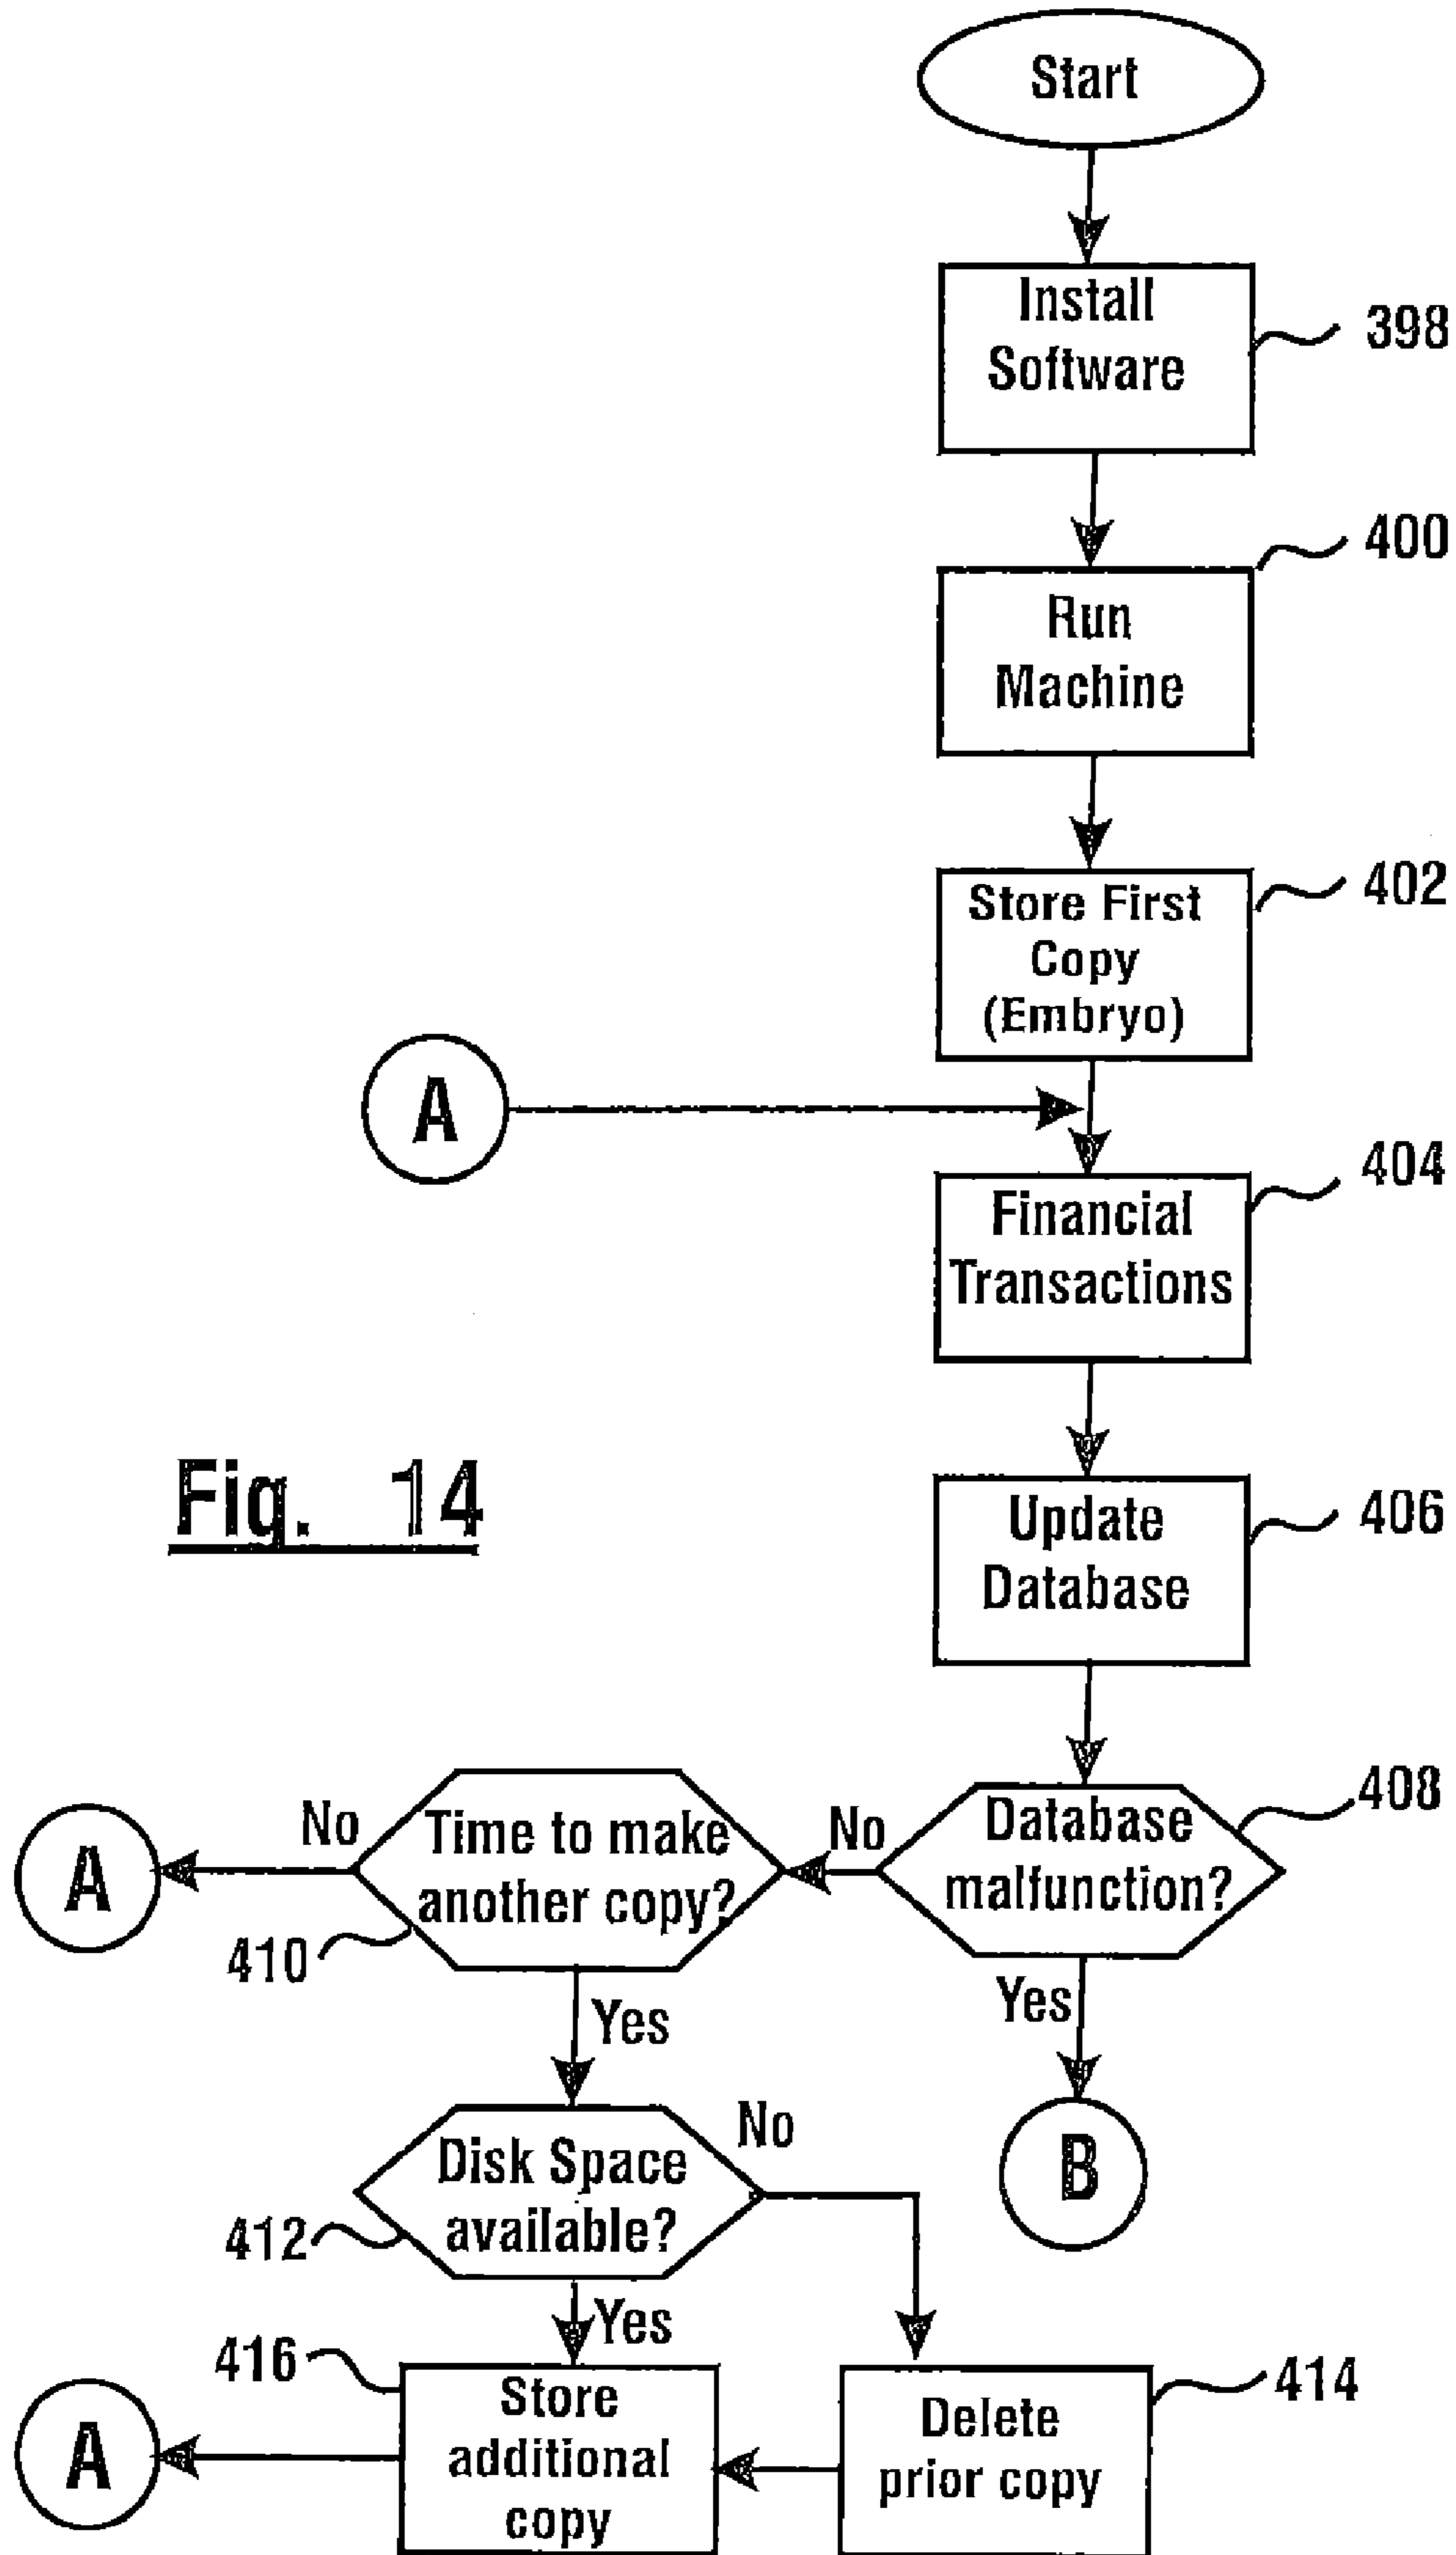 Start
Install
Software
398
400
Run
Machine
402
Store First
Copy
(Embryo)
A
404
Financial
Transactions
Fig. 14
406
Update
Database
408
Database
malfunction?
No
Time to make
another copy?
410
No
A
Yes
Yes
B
Disk Space
available?
412
No
Yes
416
Store
additional
copy
414
Delete
prior copy
A